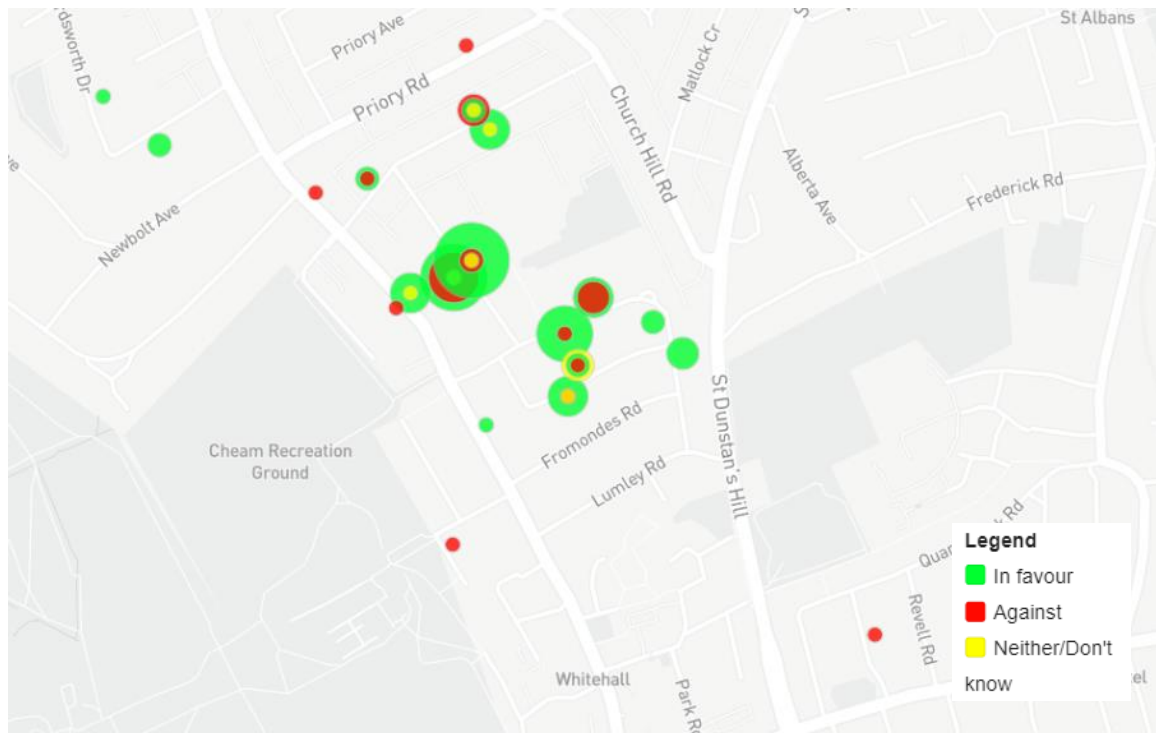 St Albans
Priory Ave
Matlock Cr
Priory Rd
Church Hill Rd
Alberta Ave
Frederick Rd
Newbolt Ave
St Dunstan's Hill
Fromondes Rd
Cheam Recreation
Ground
Lumley Rd
Revell Rd
Whitehall
Park
Legend
In favour
Against
Neither/Don't
know